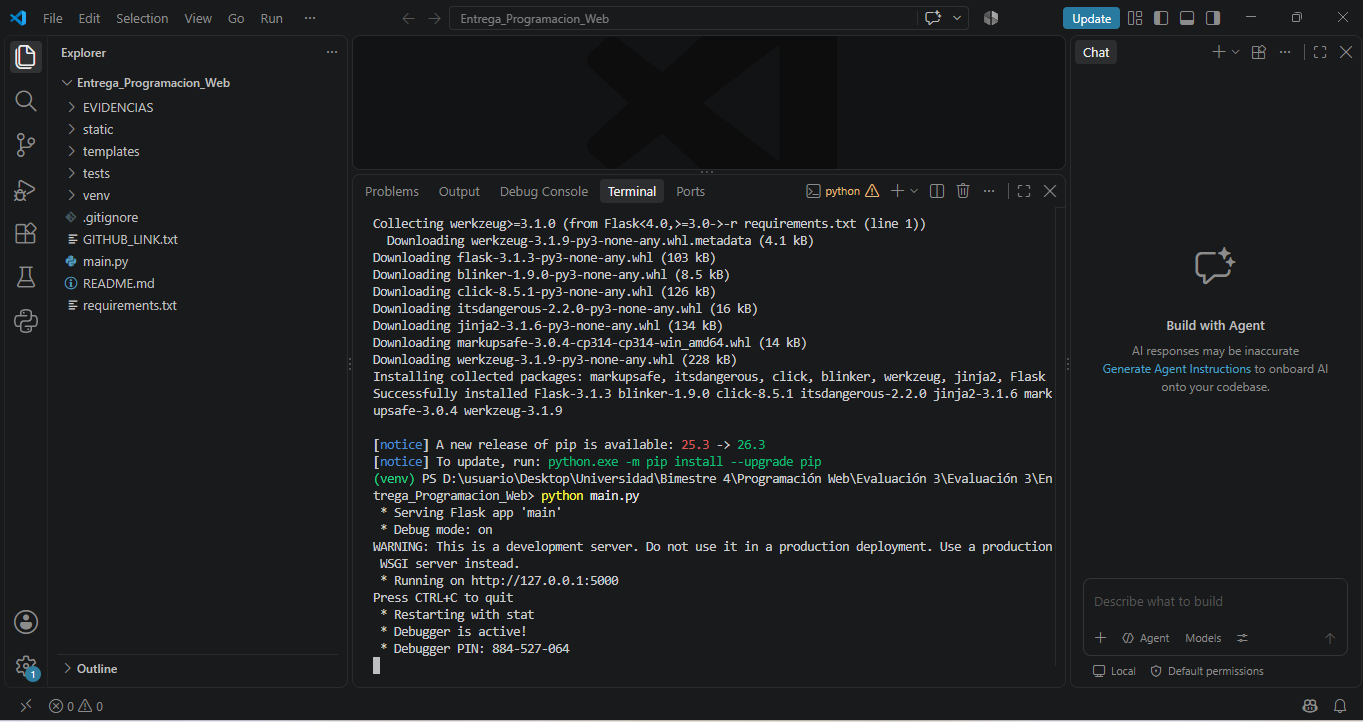 File Edit Selection View Go Run ···
Entrega_Programacion_Web
Update
Explorer
Entrega_Programacion_Web
EVIDENCIAS
static
templates
tests
venv
.gitignore
GITHUB_LINK.txt
main.py
README.md
requirements.txt
Outline
Problems Output Debug Console Terminal Ports
python
Collecting werkzeug>=3.1.0 (from Flask<4.0,>=3.0->-r requirements.txt (line 1))
Downloading werkzeug-3.1.9-py3-none-any.whl.metadata (4.1 kB)
Downloading flask-3.1.3-py3-none-any.whl (103 kB)
Downloading blinker-1.9.0-py3-none-any.whl (8.5 kB)
Downloading click-8.5.1-py3-none-any.whl (126 kB)
Downloading itsdangerous-2.2.0-py3-none-any.whl (16 kB)
Downloading jinja2-3.1.6-py3-none-any.whl (134 kB)
Downloading markupsafe-3.0.4-cp314-cp314-win_amd64.whl (14 kB)
Downloading werkzeug-3.1.9-py3-none-any.whl (228 kB)
Installing collected packages: markupsafe, itsdangerous, click, blinker, werkzeug, jinja2, Flask
Successfully installed Flask-3.1.3 blinker-1.9.0 click-8.5.1 itsdangerous-2.2.0 jinja2-3.1.6 mark
upsafe-3.0.4 werkzeug-3.1.9
[notice] A new release of pip is available: 25.3 -> 26.3
[notice] To update, run: python.exe -m pip install --upgrade pip
(venv) PS D:\usuario\Desktop\Universidad\Bimestre 4\Programación Web\Evaluación 3\Evaluación 3\En
trega_Programacion_Web> python main.py
* Serving Flask app 'main'
* Debug mode: on
WARNING: This is a development server. Do not use it in a production deployment. Use a production
WSGI server instead.
* Running on http://127.0.0.1:5000
Press CTRL+C to quit
* Restarting with stat
* Debugger is active!
* Debugger PIN: 884-527-064
Chat
Build with Agent
AI responses may be inaccurate
Generate Agent Instructions to onboard AI
onto your codebase.
Describe what to build
Agent Models
Local Default permissions
1
0 0